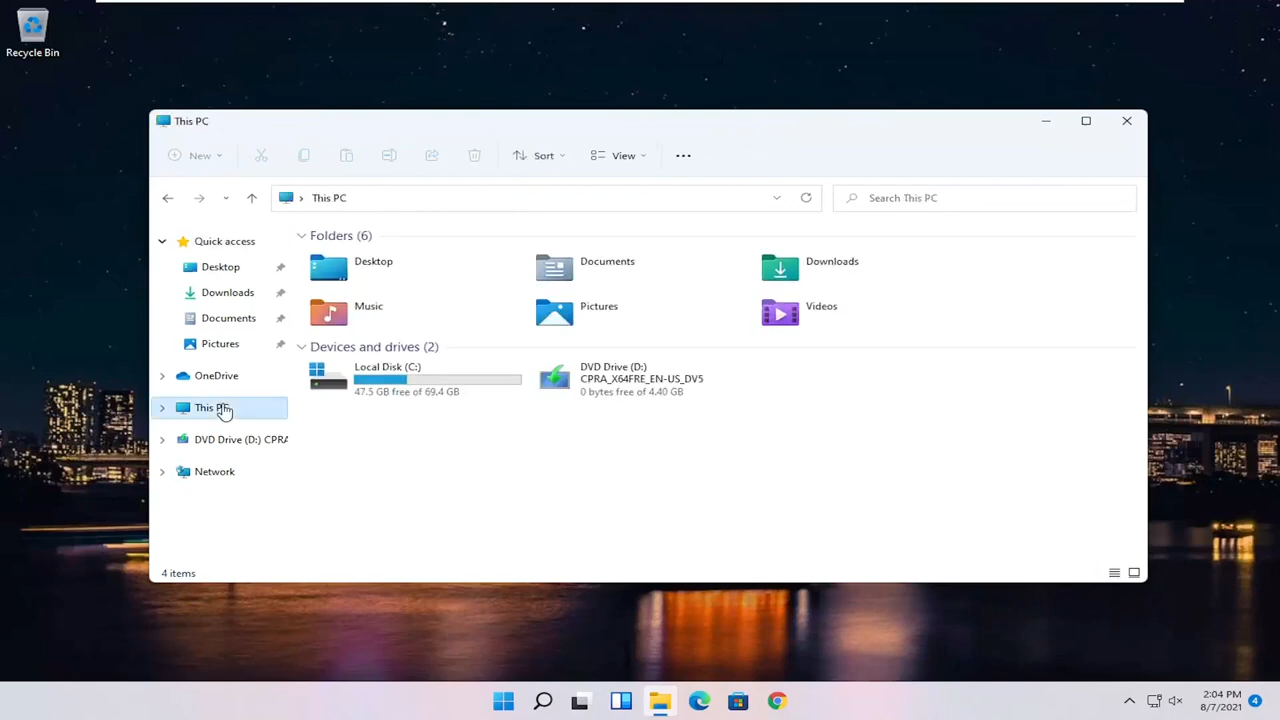 Recycle Bin
This PC
New
Sort
View
This PC
Search This PC
Quick access
Desktop
Downloads
Documents
Pictures
OneDrive
This PC
DVD Drive (D:) CPRA
Network
Folders (6)
Desktop
Documents
Downloads
Music
Pictures
Videos
Devices and drives (2)
Local Disk (C:)
47.5 GB free of 69.4 GB
DVD Drive (D:)
CPRA_X64FRE_EN-US_DV5
0 bytes free of 4.40 GB
4 items
2:04 PM
8/7/2021
4